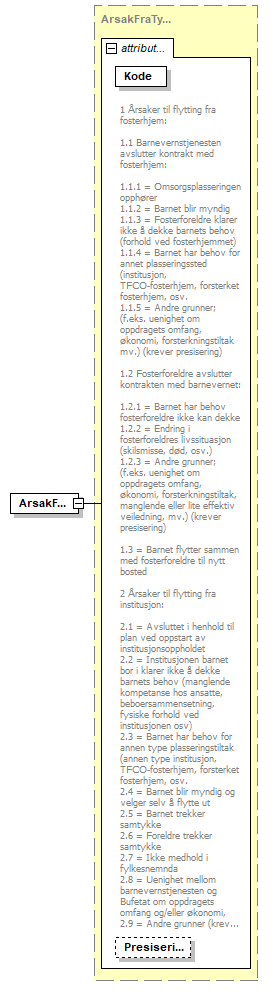 ArsakFraTy...
attribut...
Kode
1 Årsaker til flytting fra
fosterhjem:
1.1 Barnevernstjenesten
avslutter kontrakt med
fosterhjem:
1.1.1 = Omsorgsplasseringen
opphører
1.1.2 = Barnet blir myndig
1.1.3 = Fosterforeldre klarer
ikke å dekke barnets behov
(forhold ved fosterhjemmet)
1.1.4 = Barnet har behov for
annet plasseringssted
(institusjon,
TFCO-fosterhjem, forsterket
fosterhjem, osv.
1.1.5 = Andre grunner;
(f.eks. uenighet om
oppdragets omfang,
økonomi, forsterkningstiltak
mv.) (krever presisering)
1.2 Fosterforeldre avslutter
kontrakten med barnevernet:
1.2.1 = Barnet har behov
fosterforeldre ikke kan dekke
1.2.2 = Endring i
fosterforeldres livssituasjon
(skilsmisse, død, osv.)
1.2.3 = Andre grunner;
(f.eks. uenighet om
oppdragets omfang,
økonomi, forsterkningstiltak,
manglende eller lite effektiv
veiledning, mv.) (krever
presisering)
1.3 = Barnet flytter sammen
med fosterforeldre til nytt
bosted
2 Årsaker til flytting fra
institusjon:
2.1 = Avsluttet i henhold til
plan ved oppstart av
institusjonsoppholdet
2.2 = Institusjonen barnet
bor i klarer ikke å dekke
barnets behov (manglende
kompetanse hos ansatte,
beboersammensetning,
fysiske forhold ved
institusjonen osv)
2.3 = Barnet har behov for
annen type plasseringstiltak
(annen type institusjon,
TFCO-fosterhjem, forsterket
fosterhjem, osv.
2.4 = Barnet blir myndig og
velger selv å flytte ut
2.5 = Barnet trekker
samtykke
2.6 = Foreldre trekker
samtykke
2.7 = Ikke medhold i
fylkesnemnda
2.8 = Uenighet mellom
barnevernstjenesten og
Bufetat om oppdragets
omfang og/eller økonomi,
2.9 = Andre grunner (krev...
ArsakF...
Presiseri...